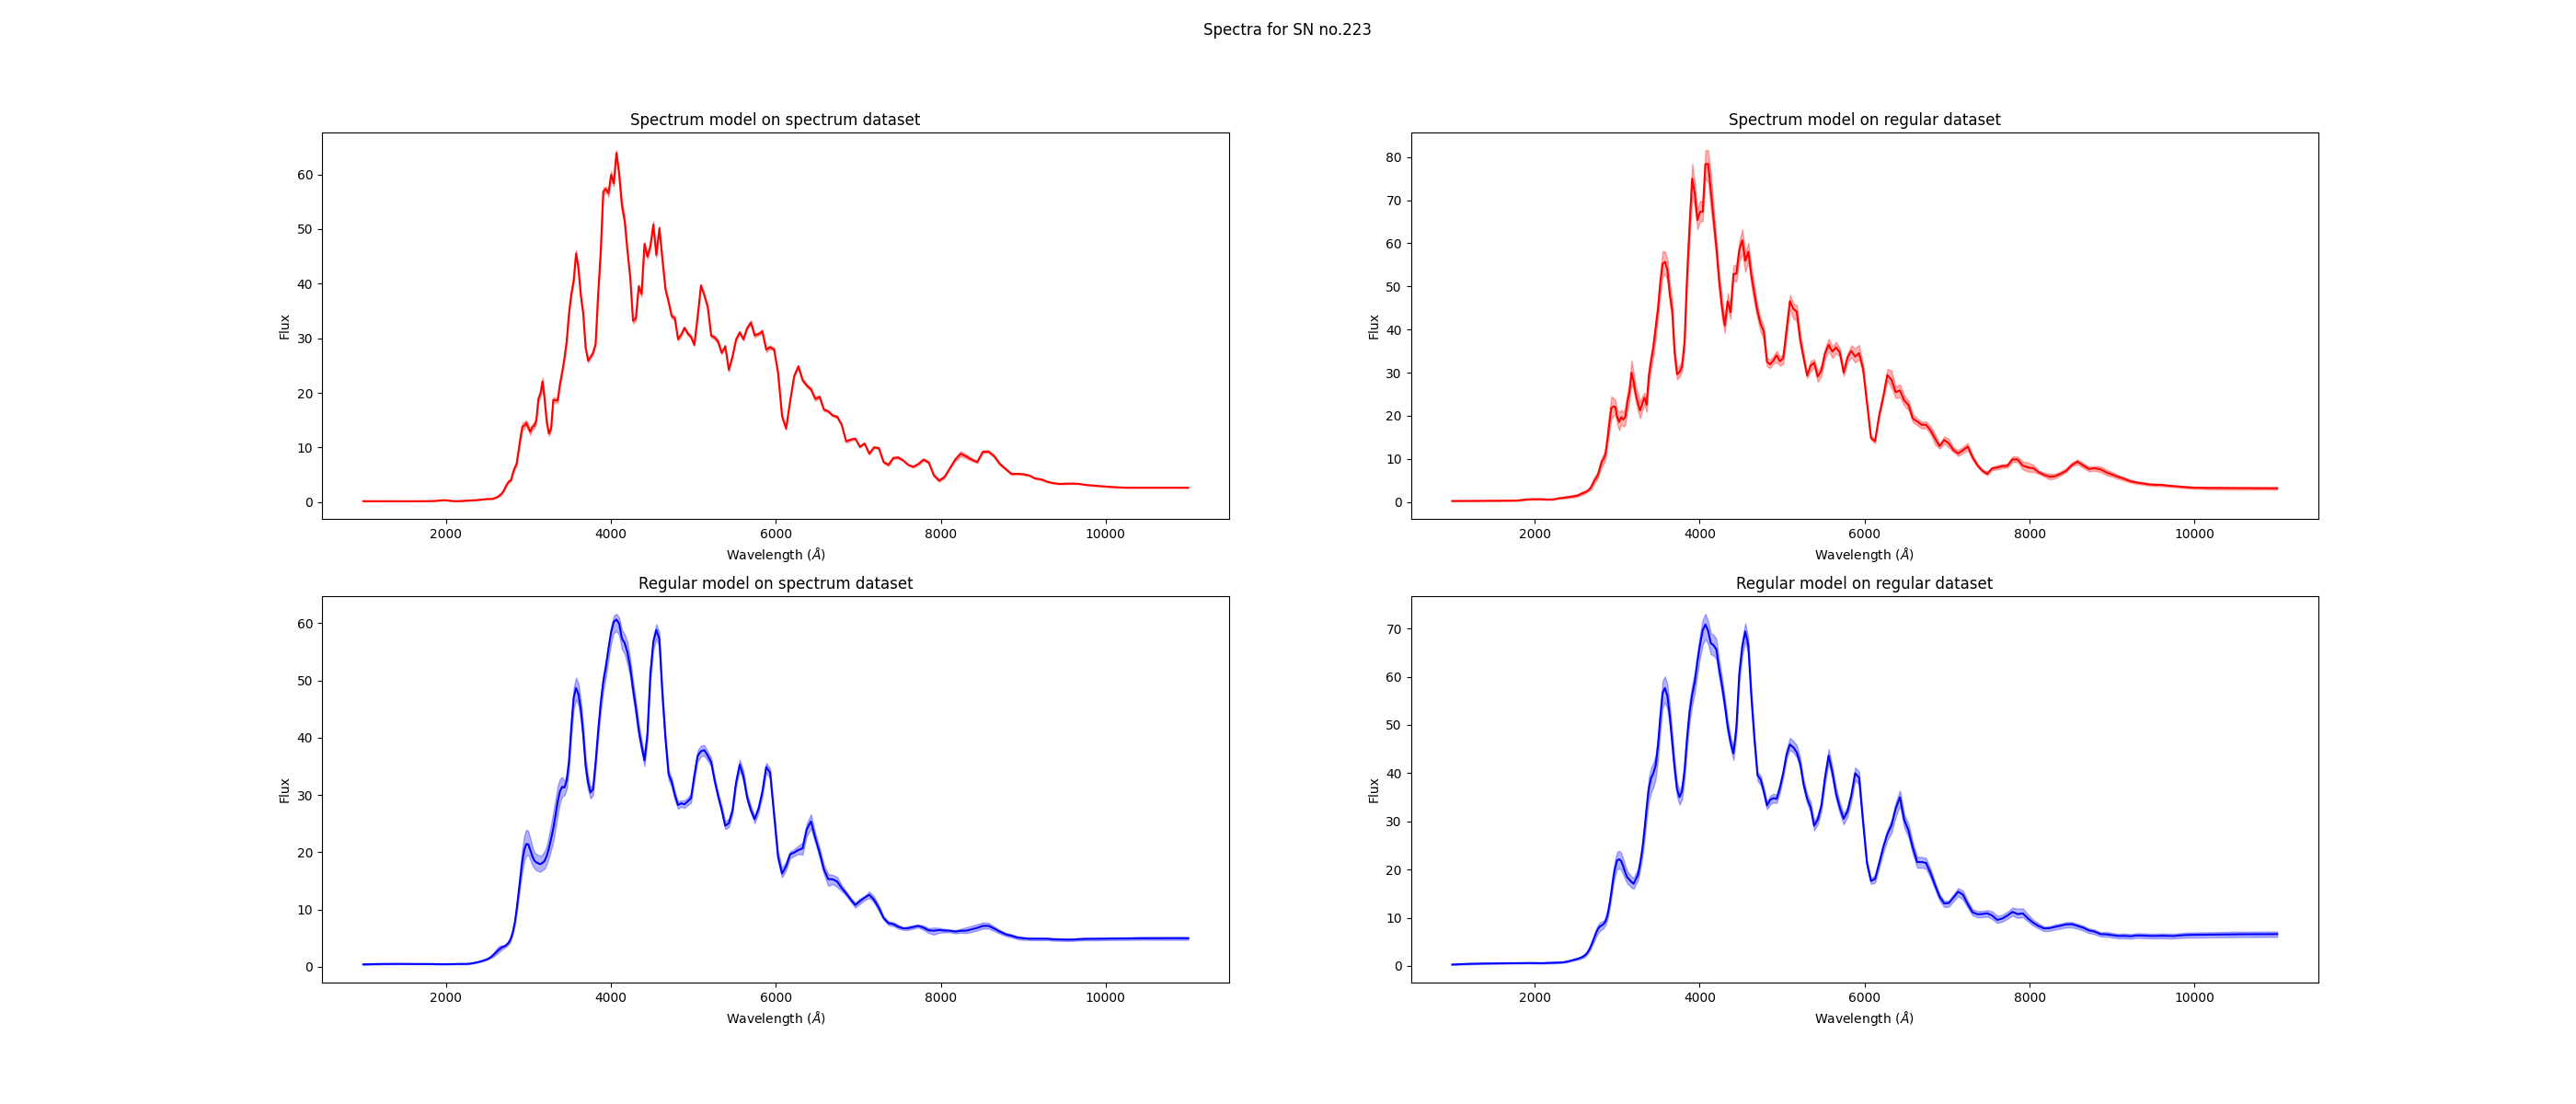 Spectra for SN no.223
Spectrum model on spectrum dataset
60
50
40
30
20
10
0
Flux
2000 4000 6000 8000 10000
Wavelength (Å)
Spectrum model on regular dataset
80
70
60
50
40
30
20
10
0
Flux
2000 4000 6000 8000 10000
Wavelength (Å)
Regular model on spectrum dataset
60
50
40
30
20
10
0
Flux
2000 4000 6000 8000 10000
Wavelength (Å)
Regular model on regular dataset
70
60
50
40
30
20
10
0
Flux
2000 4000 6000 8000 10000
Wavelength (Å)